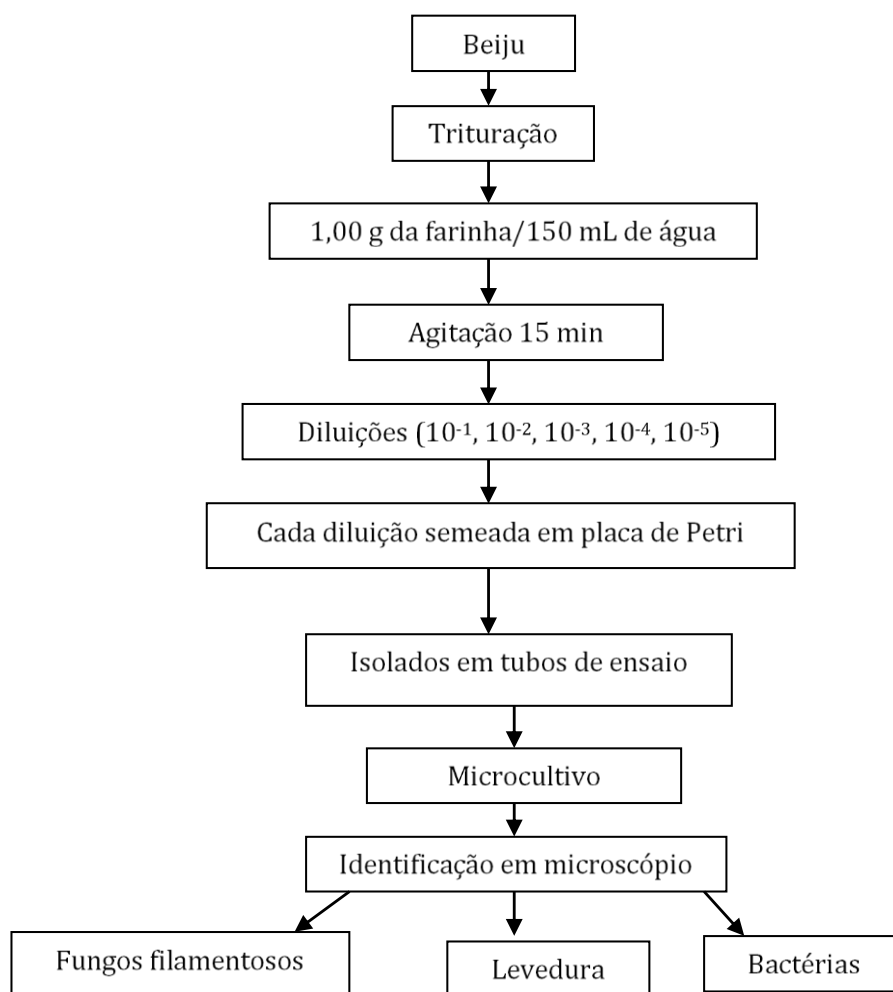 Beiju
Trituração
1,00 g da farinha/150 mL de água
Agitação 15 min
Diluições (10⁻¹, 10⁻², 10⁻³, 10⁻⁴, 10⁻⁵)
Cada diluição semeada em placa de Petri
Isolados em tubos de ensaio
Microcultivo
Identificação em microscópio
Fungos filamentosos
Levedura
Bactérias